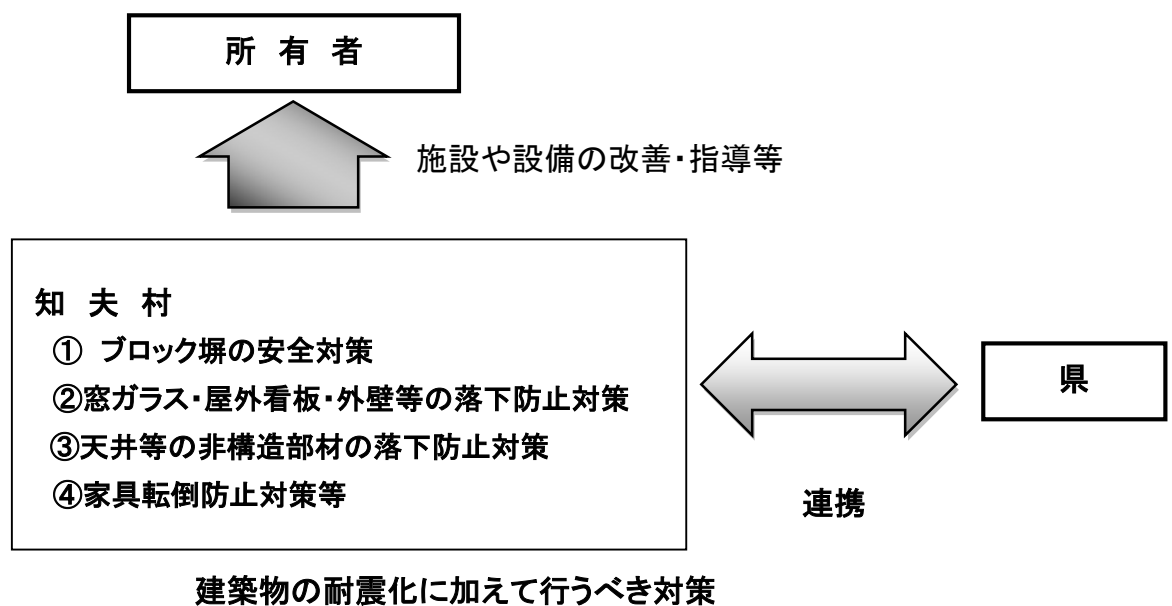 所 有 者
施設や設備の改善・指導等
知 夫 村
① ブロック塀の安全対策
②窓ガラス・屋外看板・外壁等の落下防止対策
③天井等の非構造部材の落下防止対策
④家具転倒防止対策等
県
連携
建築物の耐震化に加えて行うべき対策